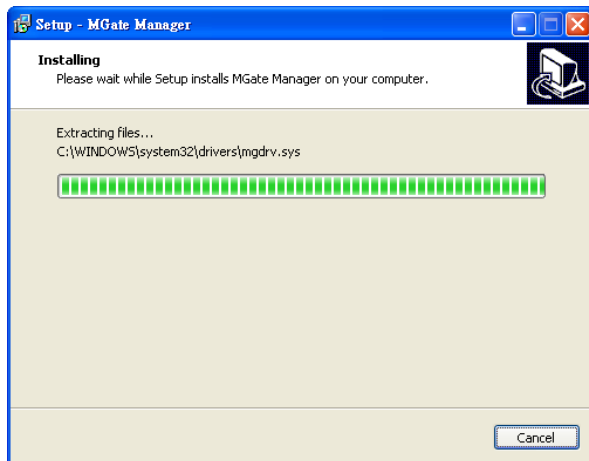 Setup - MGate Manager
Installing
Please wait while Setup installs MGate Manager on your computer.
Extracting files...
C:\WINDOWS\system32\drivers\mgdrv.sys
Cancel